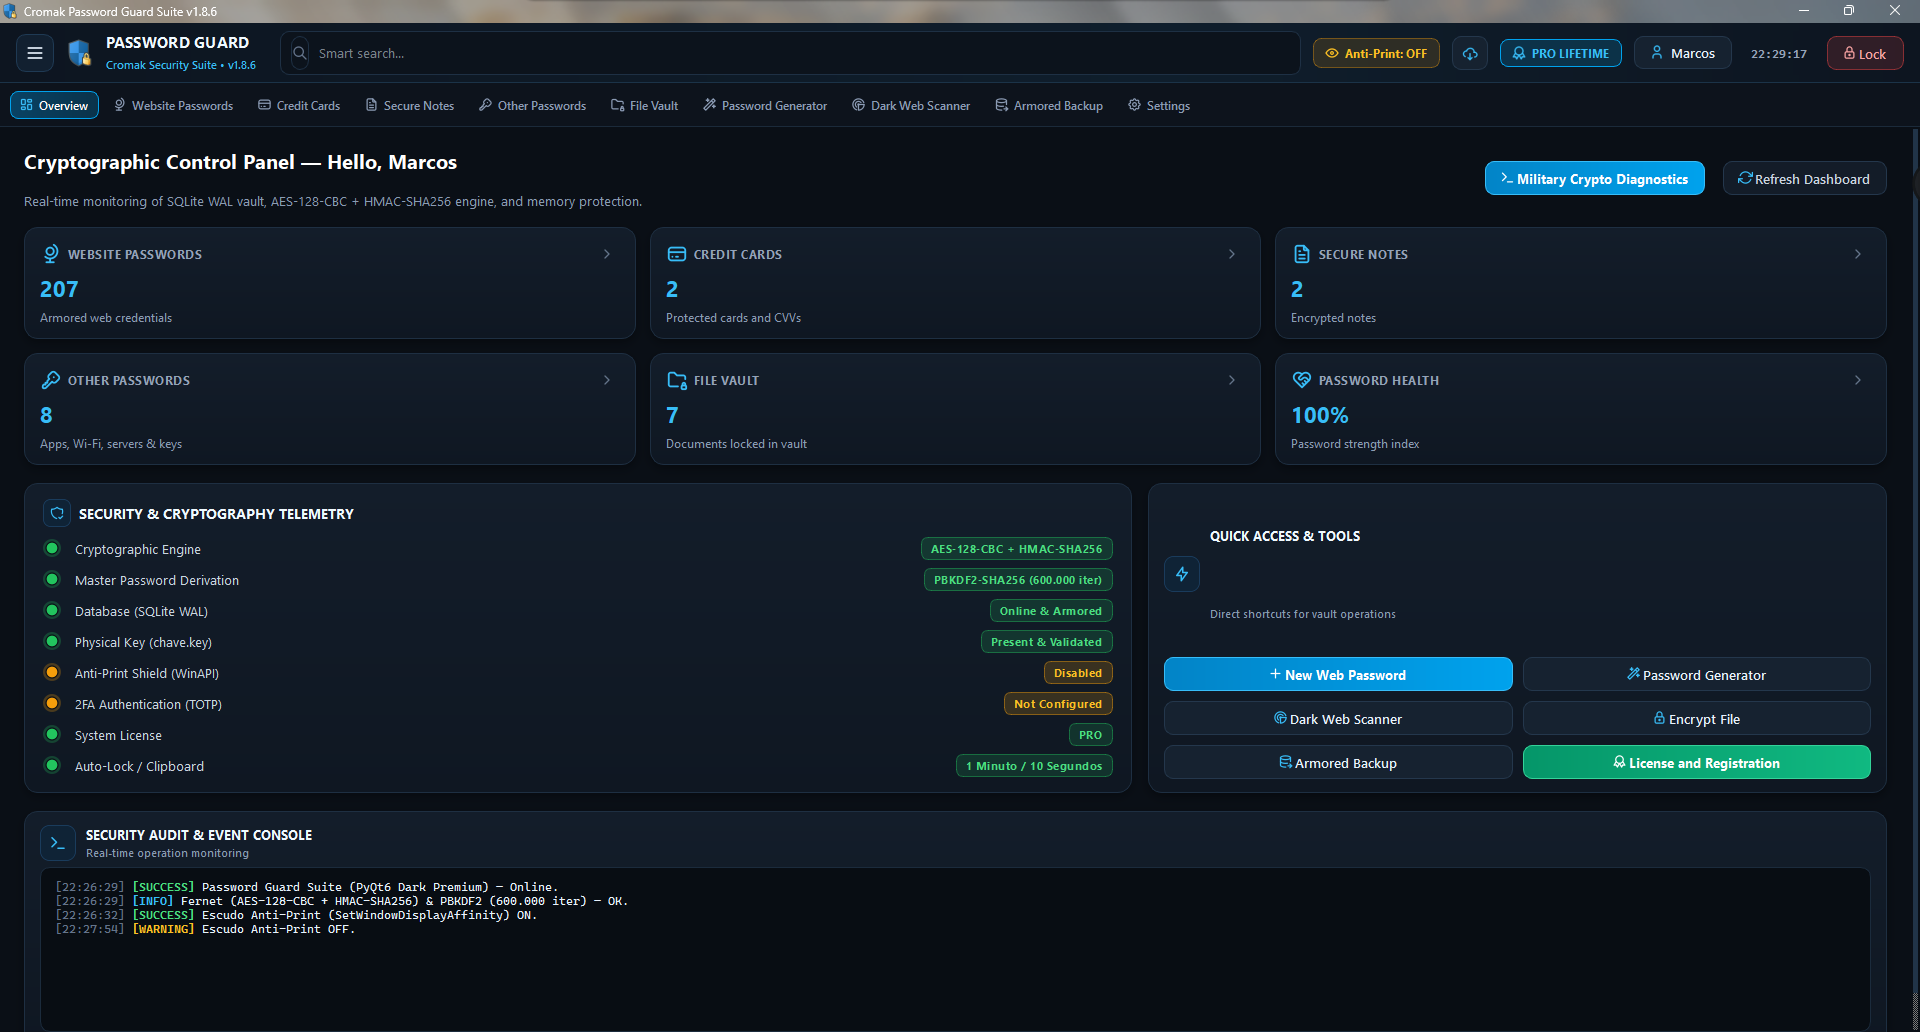 Cromak Password Guard Suite v1.8.6
PASSWORD GUARD
Cromak Security Suite • v1.8.6
Smart search...
Anti-Print: OFF
PRO LIFETIME
Marcos
22:29:17
Lock
Overview
Website Passwords
Credit Cards
Secure Notes
Other Passwords
File Vault
Password Generator
Dark Web Scanner
Armored Backup
Settings
Cryptographic Control Panel — Hello, Marcos
Real-time monitoring of SQLite WAL vault, AES-128-CBC + HMAC-SHA256 engine, and memory protection.
Military Crypto Diagnostics
Refresh Dashboard
WEBSITE PASSWORDS
207
Armored web credentials
CREDIT CARDS
2
Protected cards and CVVs
SECURE NOTES
2
Encrypted notes
OTHER PASSWORDS
8
Apps, Wi-Fi, servers & keys
FILE VAULT
7
Documents locked in vault
PASSWORD HEALTH
100%
Password strength index
SECURITY & CRYPTOGRAPHY TELEMETRY
Cryptographic Engine
AES-128-CBC + HMAC-SHA256
Master Password Derivation
PBKDF2-SHA256 (600.000 iter)
Database (SQLite WAL)
Online & Armored
Physical Key (chave.key)
Present & Validated
Anti-Print Shield (WinAPI)
Disabled
2FA Authentication (TOTP)
Not Configured
System License
PRO
Auto-Lock / Clipboard
1 Minuto / 10 Segundos
QUICK ACCESS & TOOLS
Direct shortcuts for vault operations
New Web Password
Password Generator
Dark Web Scanner
Encrypt File
Armored Backup
License and Registration
SECURITY AUDIT & EVENT CONSOLE
Real-time operation monitoring
[22:26:29] [SUCCESS] Password Guard Suite (PyQt6 Dark Premium) — Online.
[22:26:29] [INFO] Fernet (AES-128-CBC + HMAC-SHA256) & PBKDF2 (600.000 iter) — OK.
[22:26:32] [SUCCESS] Escudo Anti-Print (SetWindowDisplayAffinity) ON.
[22:27:54] [WARNING] Escudo Anti-Print OFF.